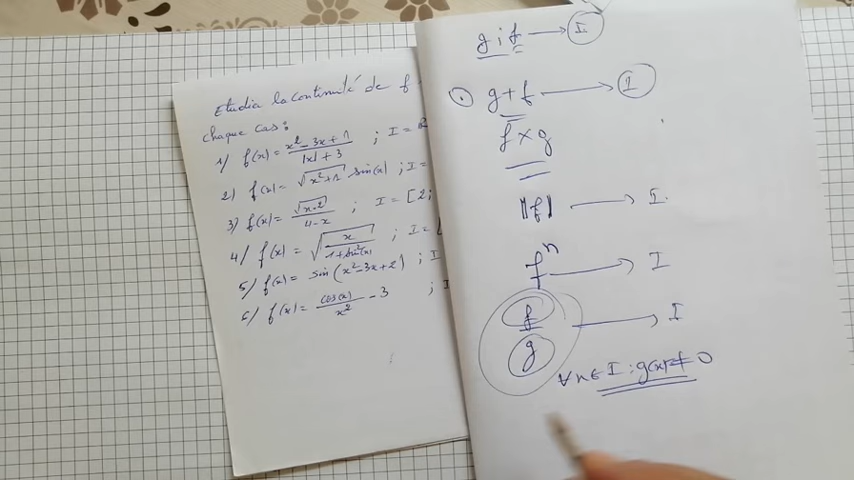 Etudia la continuité de f
chaque cas:
1) f(x) = (x² - 3x + 1)/(|x| + 3) ; I =
2) f(x) = √(x²+1) sin(x) ; I =
3) f(x) = √(x-2)/(4-x) ; I = [2;
4) f(x) = √(x/(1+sin²(x))) ; I = [
5) f(x) = sin(x² - 3x + 2) ; I
6) f(x) = cos(x)/x² - 3 ; I
g ; f → I
g + f → I
f × g
|f| → I
fⁿ → I
f/g → I
∀x ∈ I : g(x) ≠ 0